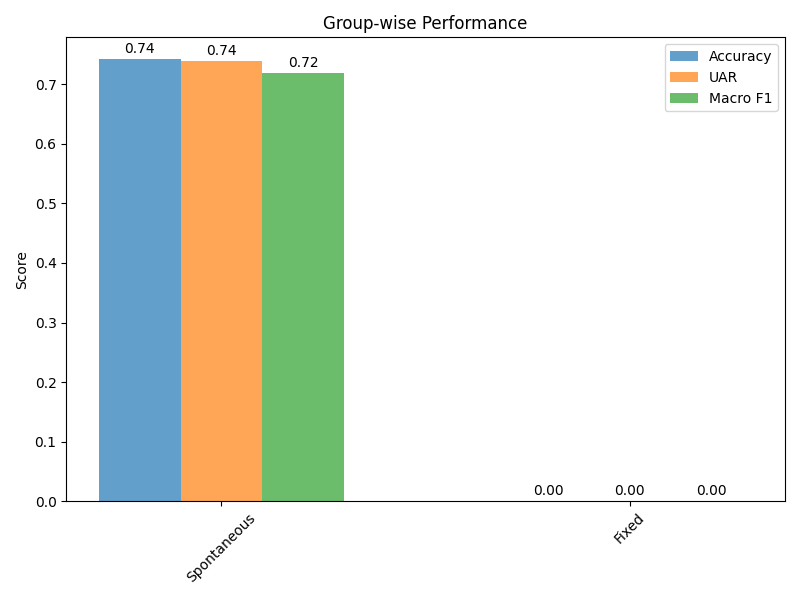 Group-wise Performance
0.74
0.74
0.72
0.00
0.00
0.00
Accuracy
UAR
Macro F1
Score
0.7
0.6
0.5
0.4
0.3
0.2
0.1
0.0
Spontaneous
Fixed